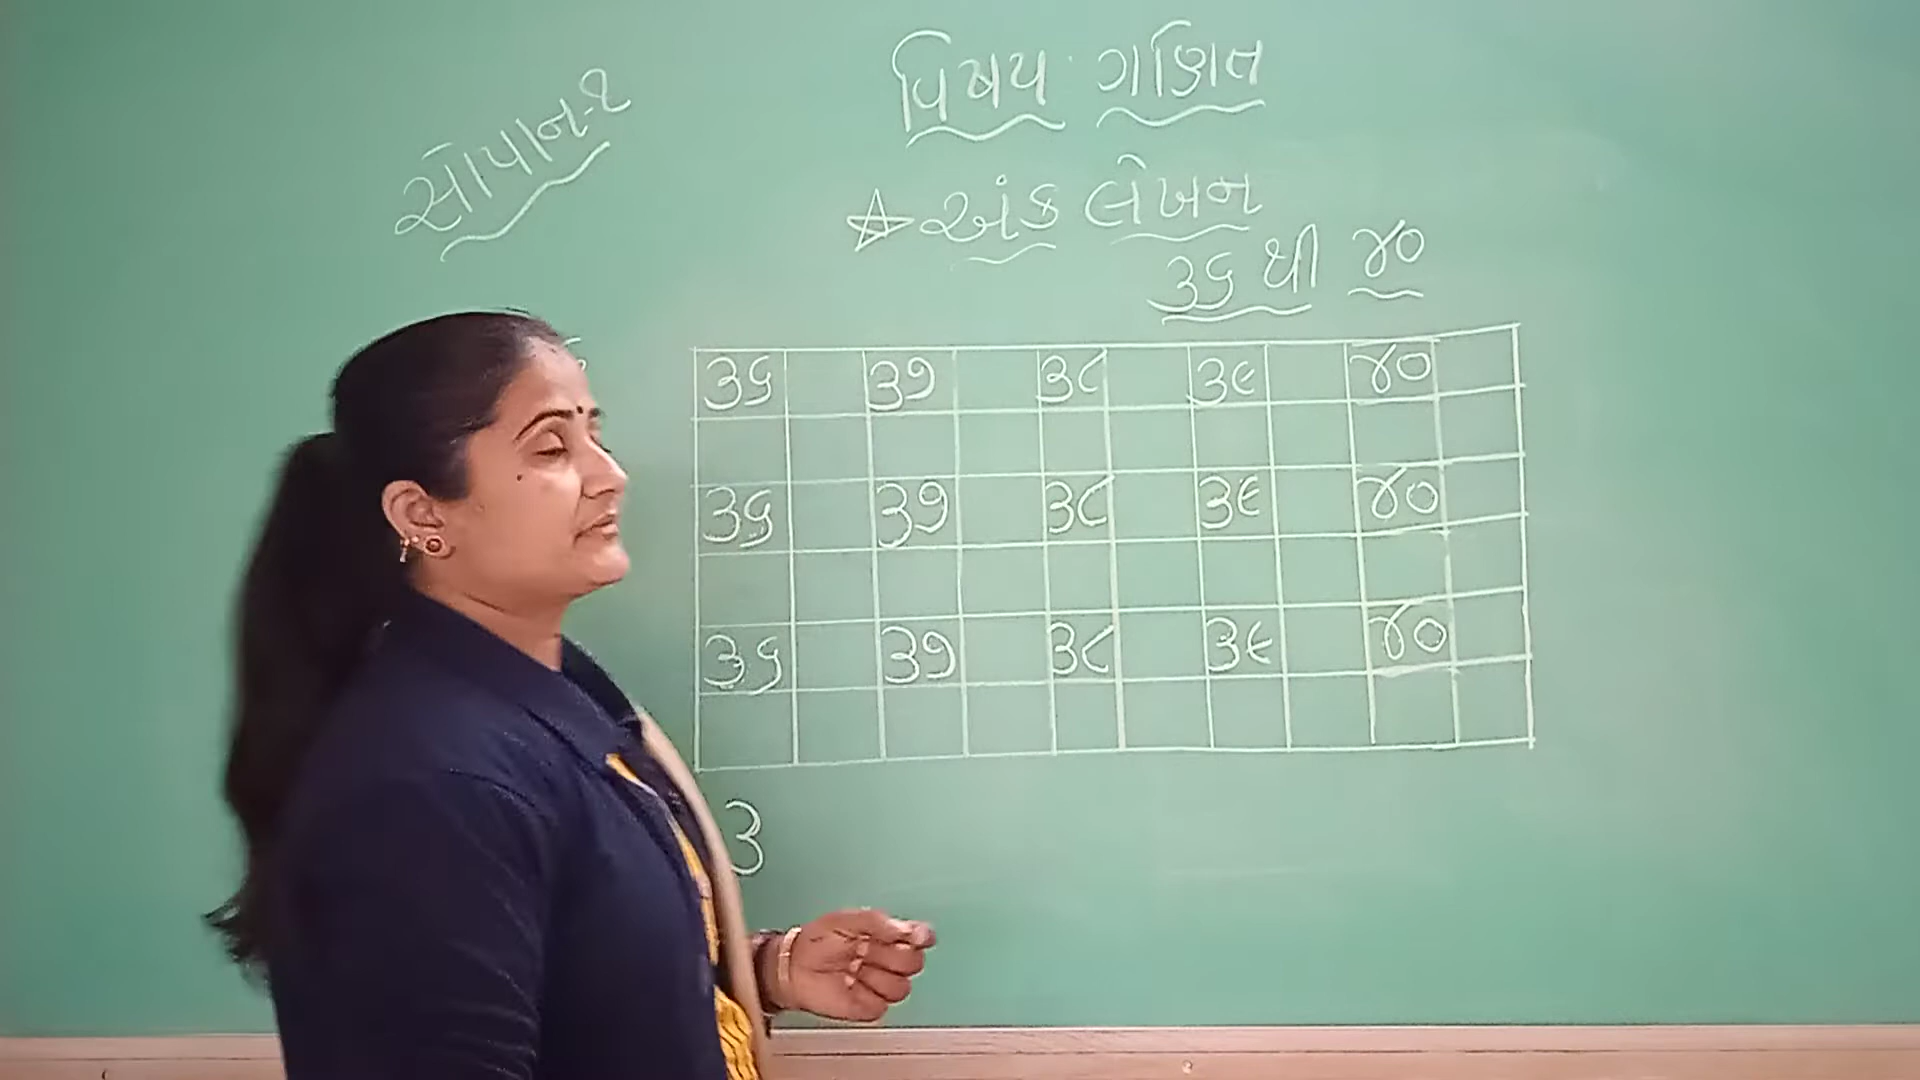 સોપાન-૨
વિષય ગણિત
અંક લેખન
૩૬ થી ૪૦
૩૬ ૩૭ ૩૮ ૩૯ ૪૦
૩૬ ૩૭ ૩૮ ૩૯ ૪૦
૩૬ ૩૭ ૩૮ ૩૯ ૪૦
૩